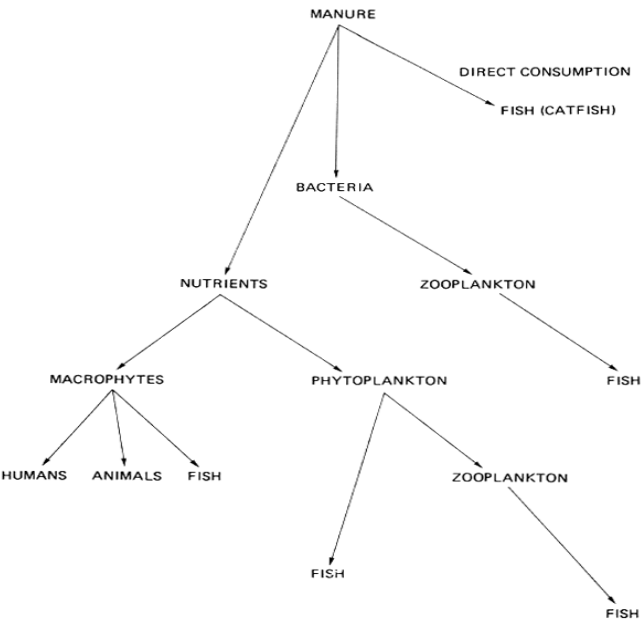 MANURE
DIRECT CONSUMPTION
FISH (CATFISH)
BACTERIA
NUTRIENTS
ZOOPLANKTON
MACROPHYTES
PHYTOPLANKTON
FISH
HUMANS
ANIMALS
FISH
ZOOPLANKTON
FISH
FISH